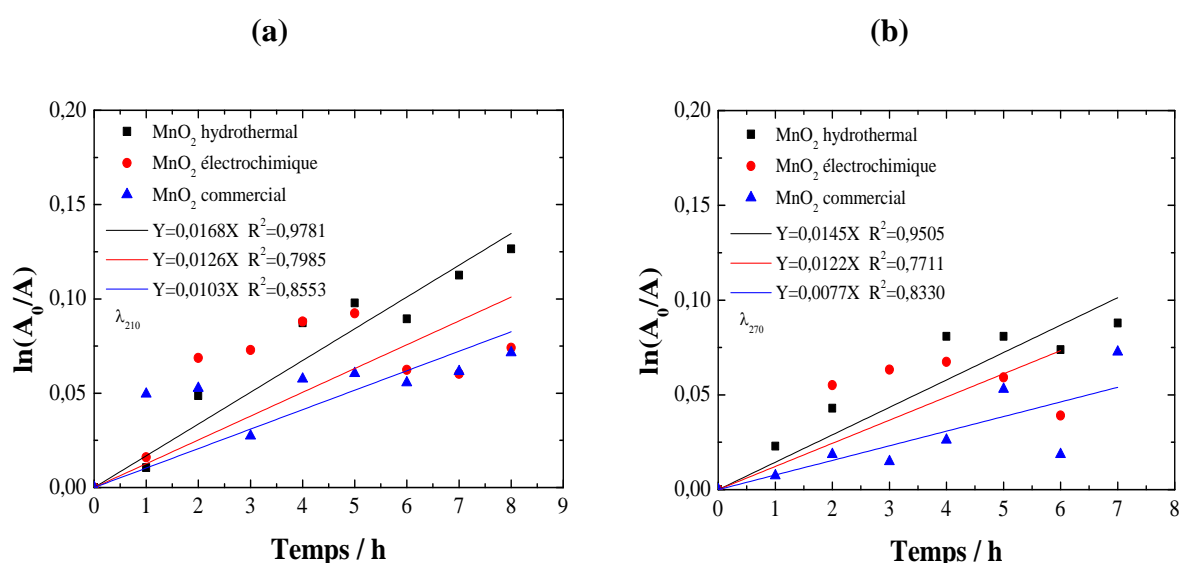 (a)
ln(A₀/A)
0,20
0,15
0,10
0,05
0,00
MnO₂ hydrothermal
MnO₂ électrochimique
MnO₂ commercial
Y=0,0168X R²=0,9781
Y=0,0126X R²=0,7985
Y=0,0103X R²=0,8553
λ₂₁₀
0 1 2 3 4 5 6 7 8 9
Temps / h
(b)
ln(A₀/A)
0,20
0,15
0,10
0,05
0,00
MnO₂ hydrothermal
MnO₂ électrochimique
MnO₂ commercial
Y=0,0145X R²=0,9505
Y=0,0122X R²=0,7711
Y=0,0077X R²=0,8330
λ₂₇₀
0 1 2 3 4 5 6 7 8
Temps / h